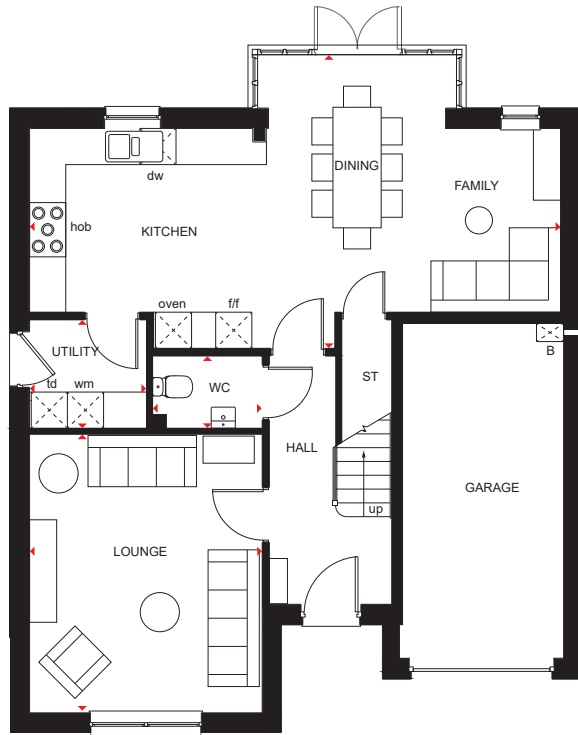 DINING
dw
FAMILY
hob
KITCHEN
oven
f/f
B
UTILITY
ST
td
wm
WC
HALL
GARAGE
up
LOUNGE